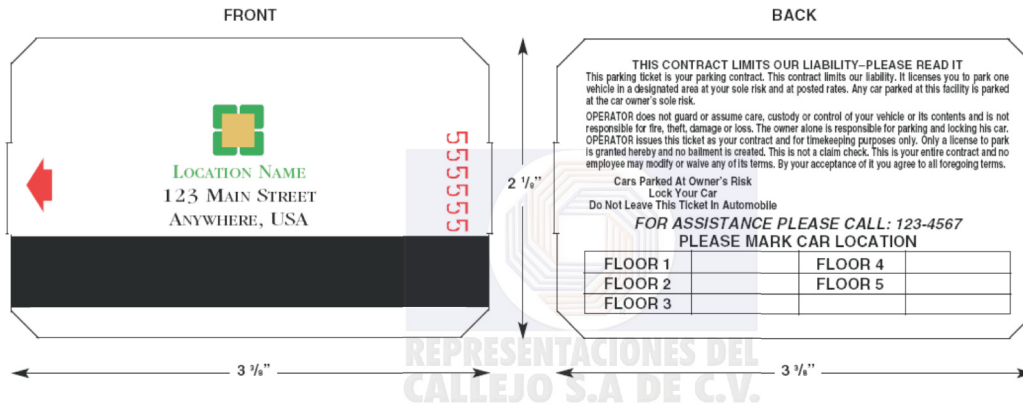 FRONT
BACK
LOCATION NAME
123 MAIN STREET
ANYWHERE, USA
555555
2 1/8"
3 3/8"
THIS CONTRACT LIMITS OUR LIABILITY–PLEASE READ IT
This parking ticket is your parking contract. This contract limits our liability. It licenses you to park one
vehicle in a designated area at your sole risk and at posted rates. Any car parked at this facility is parked
at the car owner's sole risk.
OPERATOR does not guard or assume care, custody or control of your vehicle or its contents and is not
responsible for fire, theft, damage or loss. The owner alone is responsible for parking and locking his car.
OPERATOR issues this ticket as your contract and for timekeeping purposes only. Only a license to park
is granted hereby and no bailment is created. This is not a claim check. This is your entire contract and no
employee may modify or waive any of its terms. By your acceptance of it you agree to all foregoing terms.
Cars Parked At Owner's Risk
Lock Your Car
Do Not Leave This Ticket In Automobile
FOR ASSISTANCE PLEASE CALL: 123-4567
PLEASE MARK CAR LOCATION
FLOOR 1 FLOOR 4
FLOOR 2 FLOOR 5
FLOOR 3
3 3/8"
REPRESENTACIONES DEL
CALLEJO S.A DE C.V.